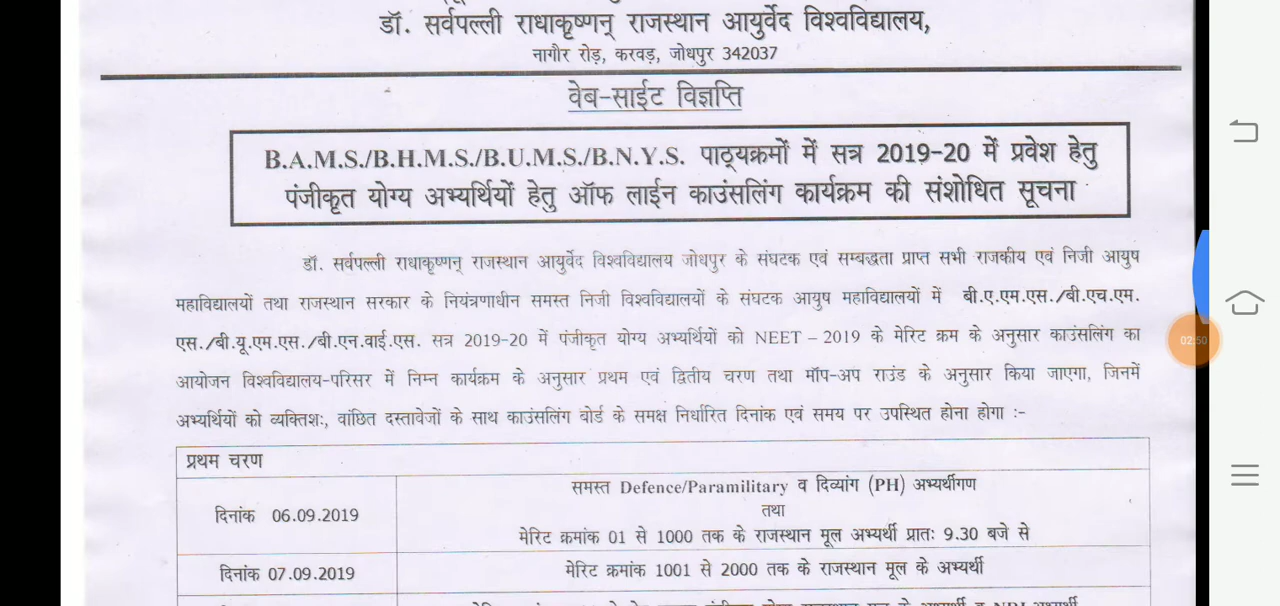 डॉ. सर्वपल्ली राधाकृष्णन् राजस्थान आयुर्वेद विश्वविद्यालय,
नागौर रोड़, करवड़, जोधपुर 342037
वेब-साईट विज्ञप्ति
B.A.M.S./B.H.M.S./B.U.M.S./B.N.Y.S. पाठ्यक्रमों में सत्र 2019-20 में प्रवेश हेतु
पंजीकृत योग्य अभ्यर्थियों हेतु ऑफ लाईन काउंसलिंग कार्यक्रम की संशोधित सूचना
डॉ. सर्वपल्ली राधाकृष्णन् राजस्थान आयुर्वेद विश्वविद्यालय जोधपुर के संघटक एवं सम्बद्धता प्राप्त सभी राजकीय एवं निजी आयुष
महाविद्यालयों तथा राजस्थान सरकार के नियंत्रणाधीन समस्त निजी विश्वविद्यालयों के संघटक आयुष महाविद्यालयों में बी.ए.एम.एस./बी.एच.एम.
एस./बी.यू.एम.एस./बी.एन.वाई.एस. सत्र 2019-20 में पंजीकृत योग्य अभ्यर्थियों को NEET – 2019 के मेरिट क्रम के अनुसार काउंसलिंग का
आयोजन विश्वविद्यालय-परिसर में निम्न कार्यक्रम के अनुसार प्रथम एवं द्वितीय चरण तथा मॉप-अप राउंड के अनुसार किया जाएगा, जिनमें
अभ्यर्थियों को व्यक्तिशः, वांछित दस्तावेजों के साथ काउंसलिंग बोर्ड के समक्ष निर्धारित दिनांक एवं समय पर उपस्थित होना होगा :-
प्रथम चरण
समस्त Defence/Paramilitary व दिव्यांग (PH) अभ्यर्थीगण
तथा
दिनांक 06.09.2019
मेरिट क्रमांक 01 से 1000 तक के राजस्थान मूल अभ्यर्थी प्रातः 9.30 बजे से
दिनांक 07.09.2019 मेरिट क्रमांक 1001 से 2000 तक के राजस्थान मूल के अभ्यर्थी
02:50